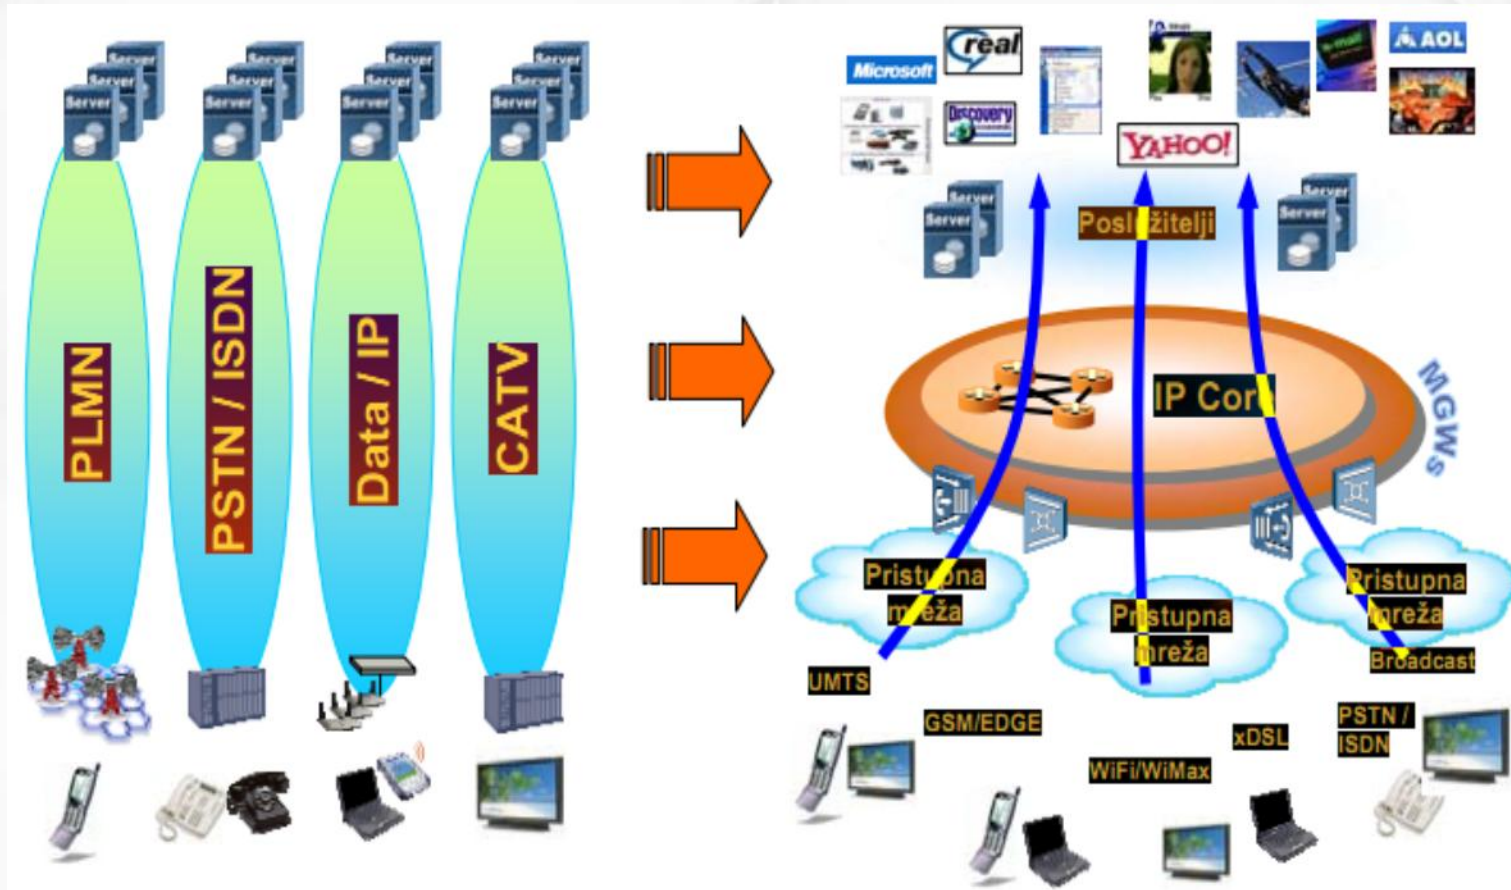 Server
Server
Server
Server
Server
Server
Server
Server
Server
Server
Server
Server
PLMN
PSTN / ISDN
Data / IP
CATV
Microsoft
real
Discovery
e-mail
AOL
YAHOO!
Server
Server
Poslužitelji
Server
Server
IP Core
MGWs
Pristupna
mreža
Pristupna
mreža
Pristupna
mreža
Broadcast
UMTS
GSM/EDGE
WiFi/WiMax
xDSL
PSTN /
ISDN